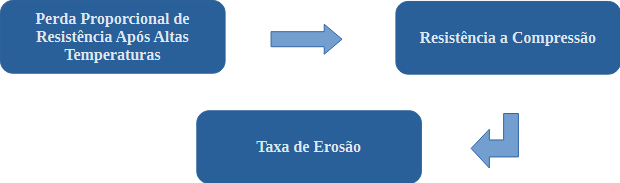 Perda Proporcional de
Resistência Após Altas
Temperaturas
Resistência a Compressão
Taxa de Erosão